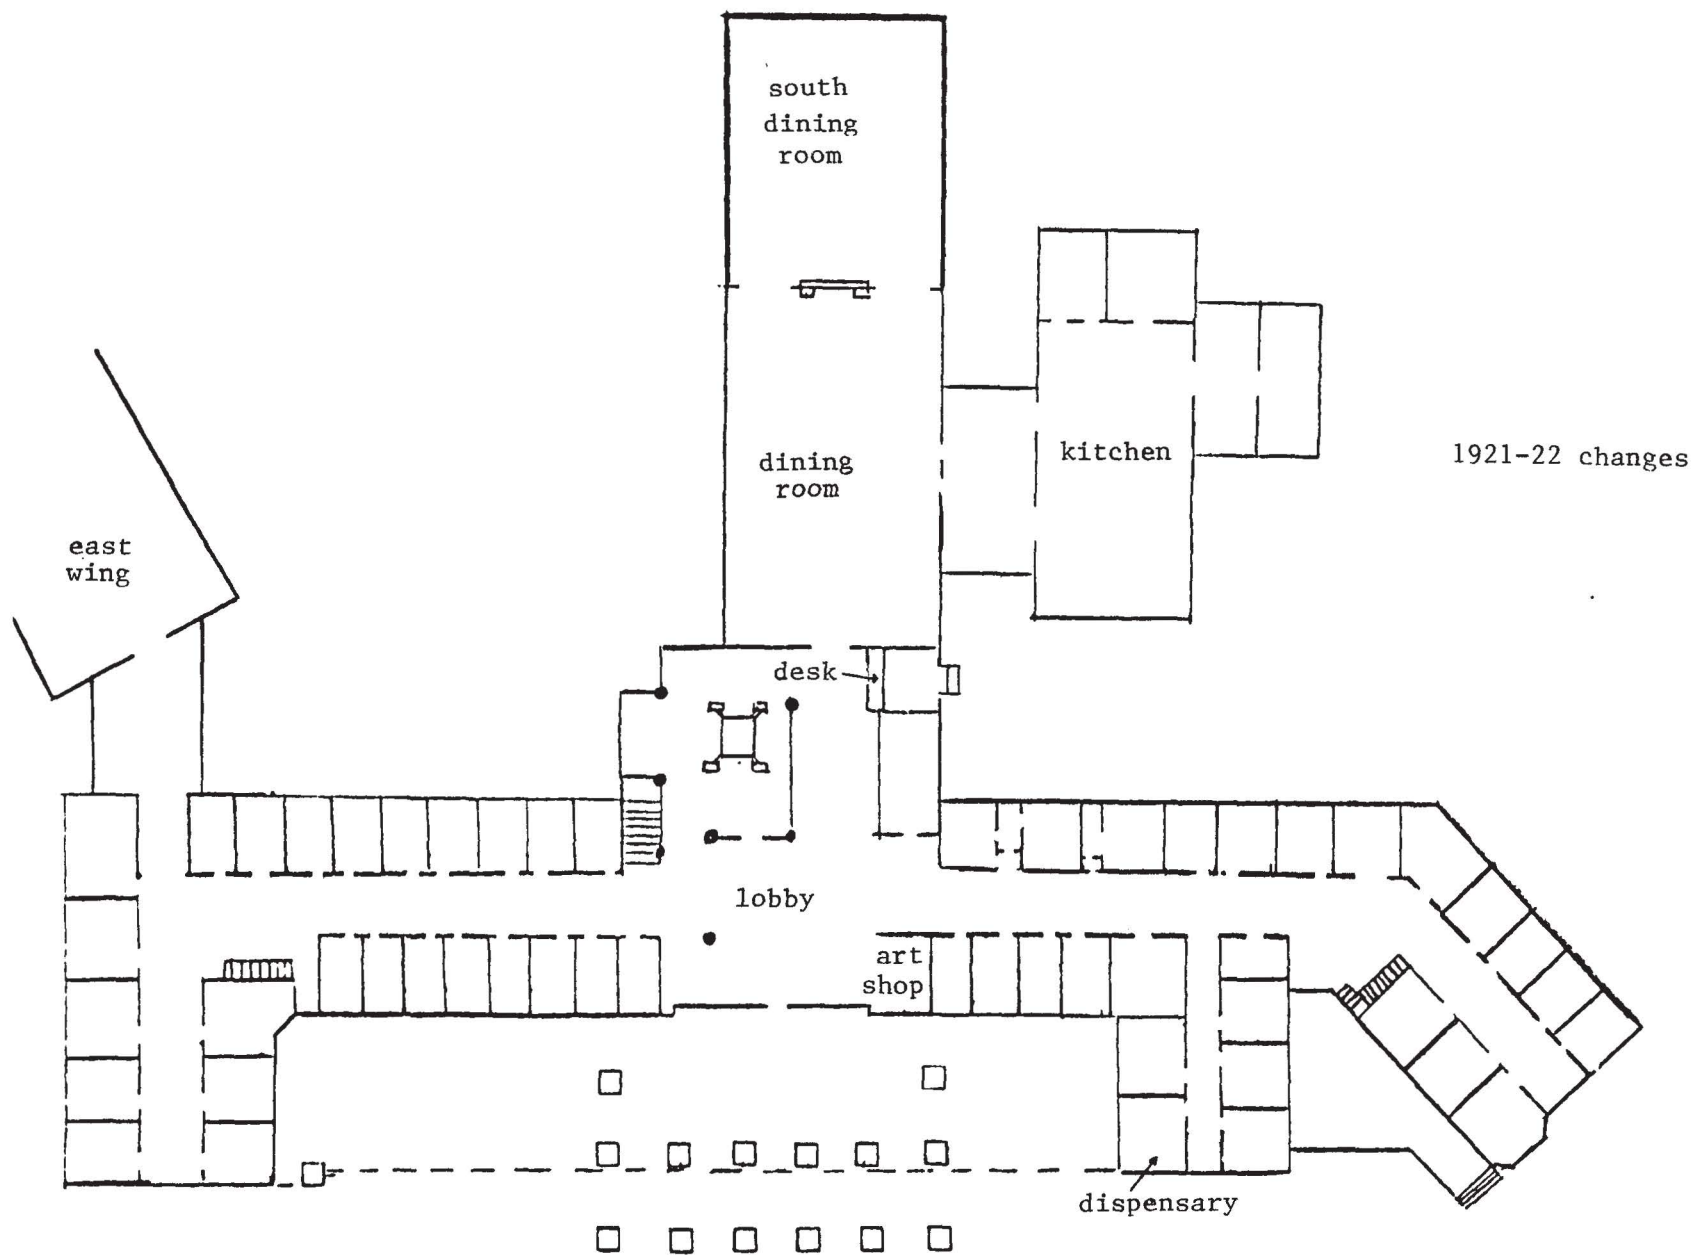 south
dining
room
dining
room
kitchen
1921-22 changes
east
wing
desk
lobby
art
shop
dispensary